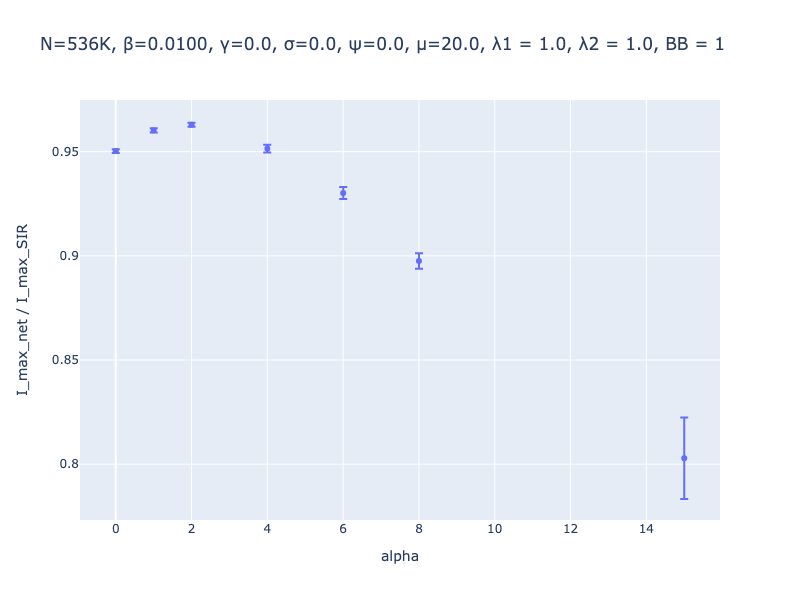 N=536K, β=0.0100, γ=0.0, σ=0.0, ψ=0.0, μ=20.0, λ1 = 1.0, λ2 = 1.0, BB = 1
I_max_net / I_max_SIR
0.95
0.9
0.85
0.8
0 2 4 6 8 10 12 14
alpha